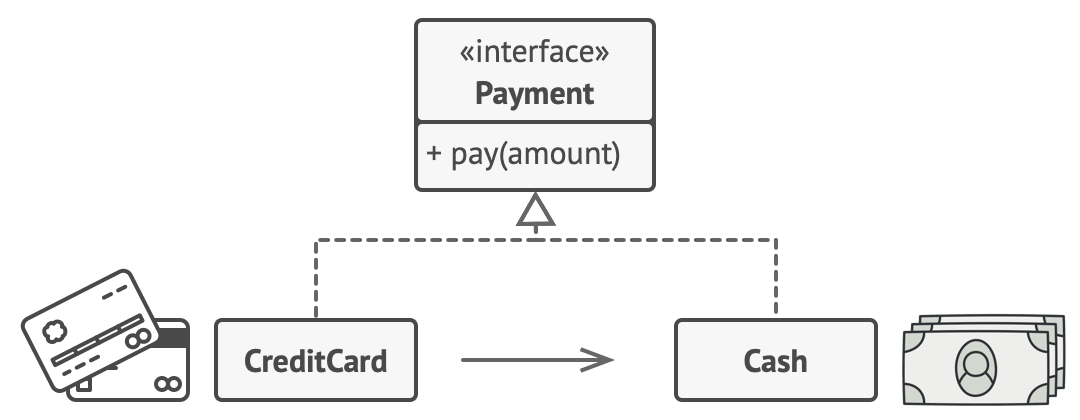 «interface»
Payment
+ pay(amount)
CreditCard
Cash